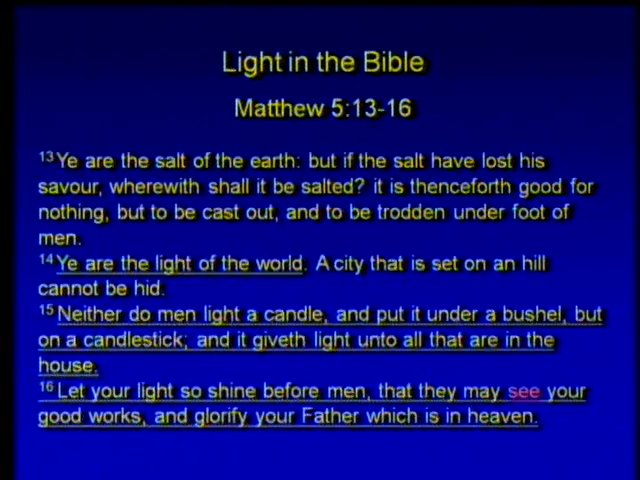 Light in the Bible
Matthew 5:13-16
13 Ye are the salt of the earth: but if the salt have lost his
savour, wherewith shall it be salted? it is thenceforth good for
nothing, but to be cast out, and to be trodden under foot of
men.
14 Ye are the light of the world. A city that is set on an hill
cannot be hid.
15 Neither do men light a candle, and put it under a bushel, but
on a candlestick; and it giveth light unto all that are in the
house.
16 Let your light so shine before men, that they may see your
good works, and glorify your Father which is in heaven.